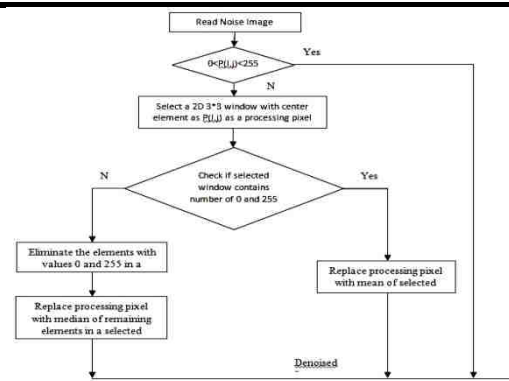 Read Noise Image
Yes
0<P(I,j)<255
N
Select a 2D 3*3 window with center
element as P(I,j) as a processing pixel
N
Check if selected
window contains
number of 0 and 255
Yes
Eliminate the elements with
values 0 and 255 in a
Replace processing pixel
with mean of selected
Replace processing pixel
with median of remaining
elements in a selected
Denoised